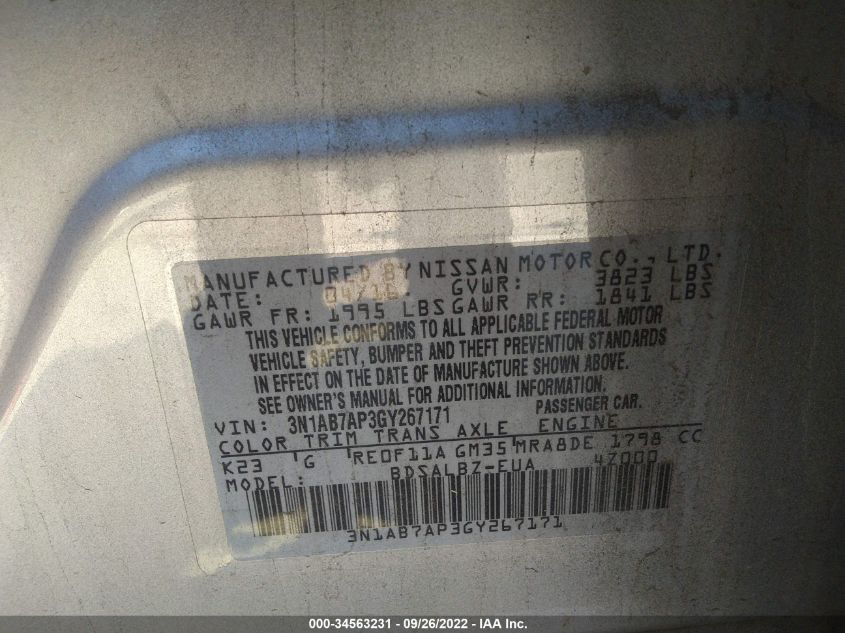 MANUFACTURED BY NISSAN MOTOR CO., LTD.
DATE: 04/16 GVWR: 3823 LBS
GAWR FR: 1995 LBS GAWR RR: 1841 LBS
THIS VEHICLE CONFORMS TO ALL APPLICABLE FEDERAL MOTOR
VEHICLE SAFETY, BUMPER AND THEFT PREVENTION STANDARDS
IN EFFECT ON THE DATE OF MANUFACTURE SHOWN ABOVE.
SEE OWNER'S MANUAL FOR ADDITIONAL INFORMATION.
VIN: 3N1AB7AP3GY267171 PASSENGER CAR.
COLOR TRIM TRANS AXLE ENGINE
K23 G RE0F11A GM35 MRA8DE 1798 CC
MODEL: BDSALBZ-EUA 4Z000
3N1AB7AP3GY267171
000-34563231 - 09/26/2022 - IAA Inc.